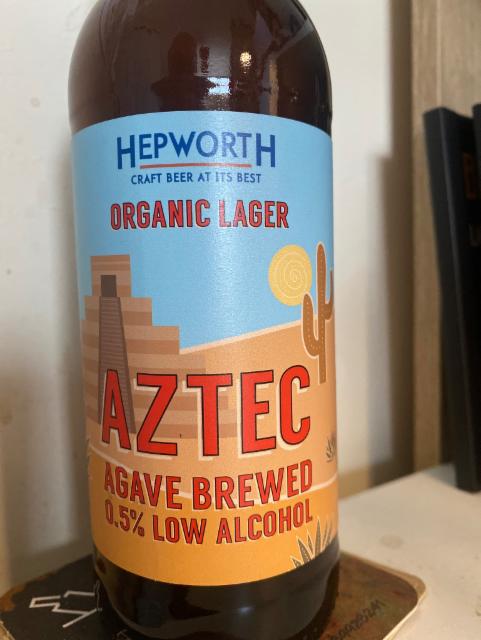 HEPWORTH
CRAFT BEER AT ITS BEST
ORGANIC LAGER
AZTEC
AGAVE BREWED
0.5% LOW ALCOHOL